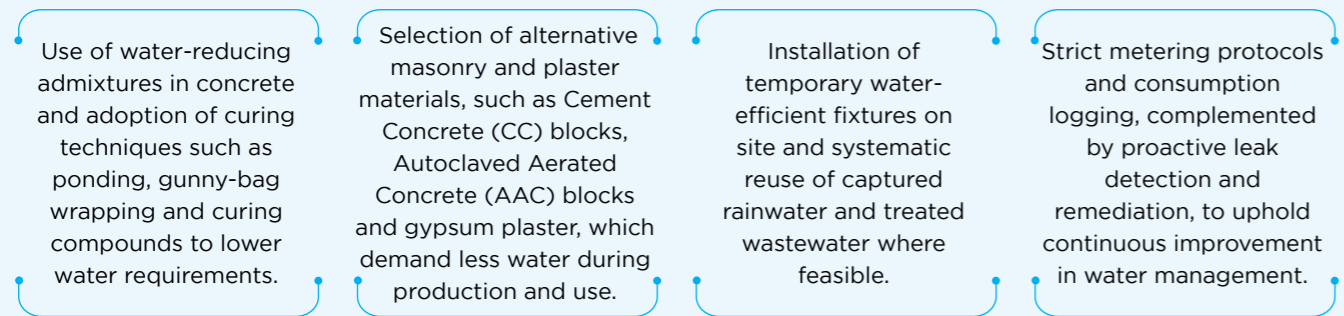 Use of water-reducing
admixtures in concrete
and adoption of curing
techniques such as
ponding, gunny-bag
wrapping and curing
compounds to lower
water requirements.
Selection of alternative
masonry and plaster
materials, such as Cement
Concrete (CC) blocks,
Autoclaved Aerated
Concrete (AAC) blocks
and gypsum plaster, which
demand less water during
production and use.
Installation of
temporary water-
efficient fixtures on
site and systematic
reuse of captured
rainwater and treated
wastewater where
feasible.
Strict metering protocols
and consumption
logging, complemented
by proactive leak
detection and
remediation, to uphold
continuous improvement
in water management.